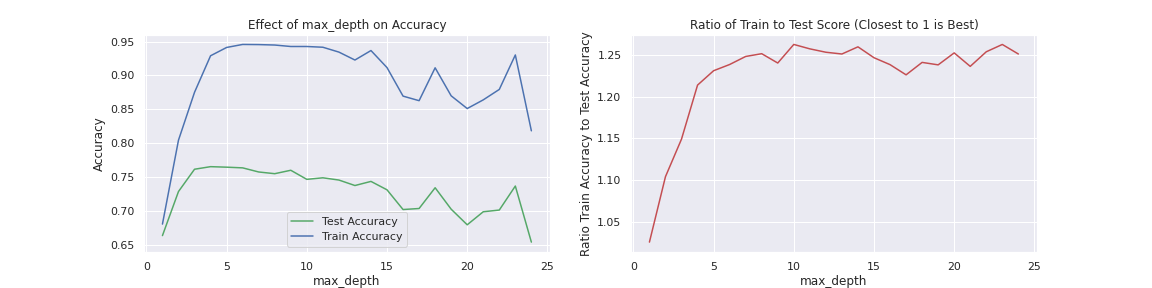 Effect of max_depth on Accuracy
Accuracy
0.95
0.90
0.85
0.80
0.75
0.70
0.65
Test Accuracy
Train Accuracy
0 5 10 15 20 25
max_depth
Ratio of Train to Test Score (Closest to 1 is Best)
Ratio Train Accuracy to Test Accuracy
1.25
1.20
1.15
1.10
1.05
0 5 10 15 20 25
max_depth